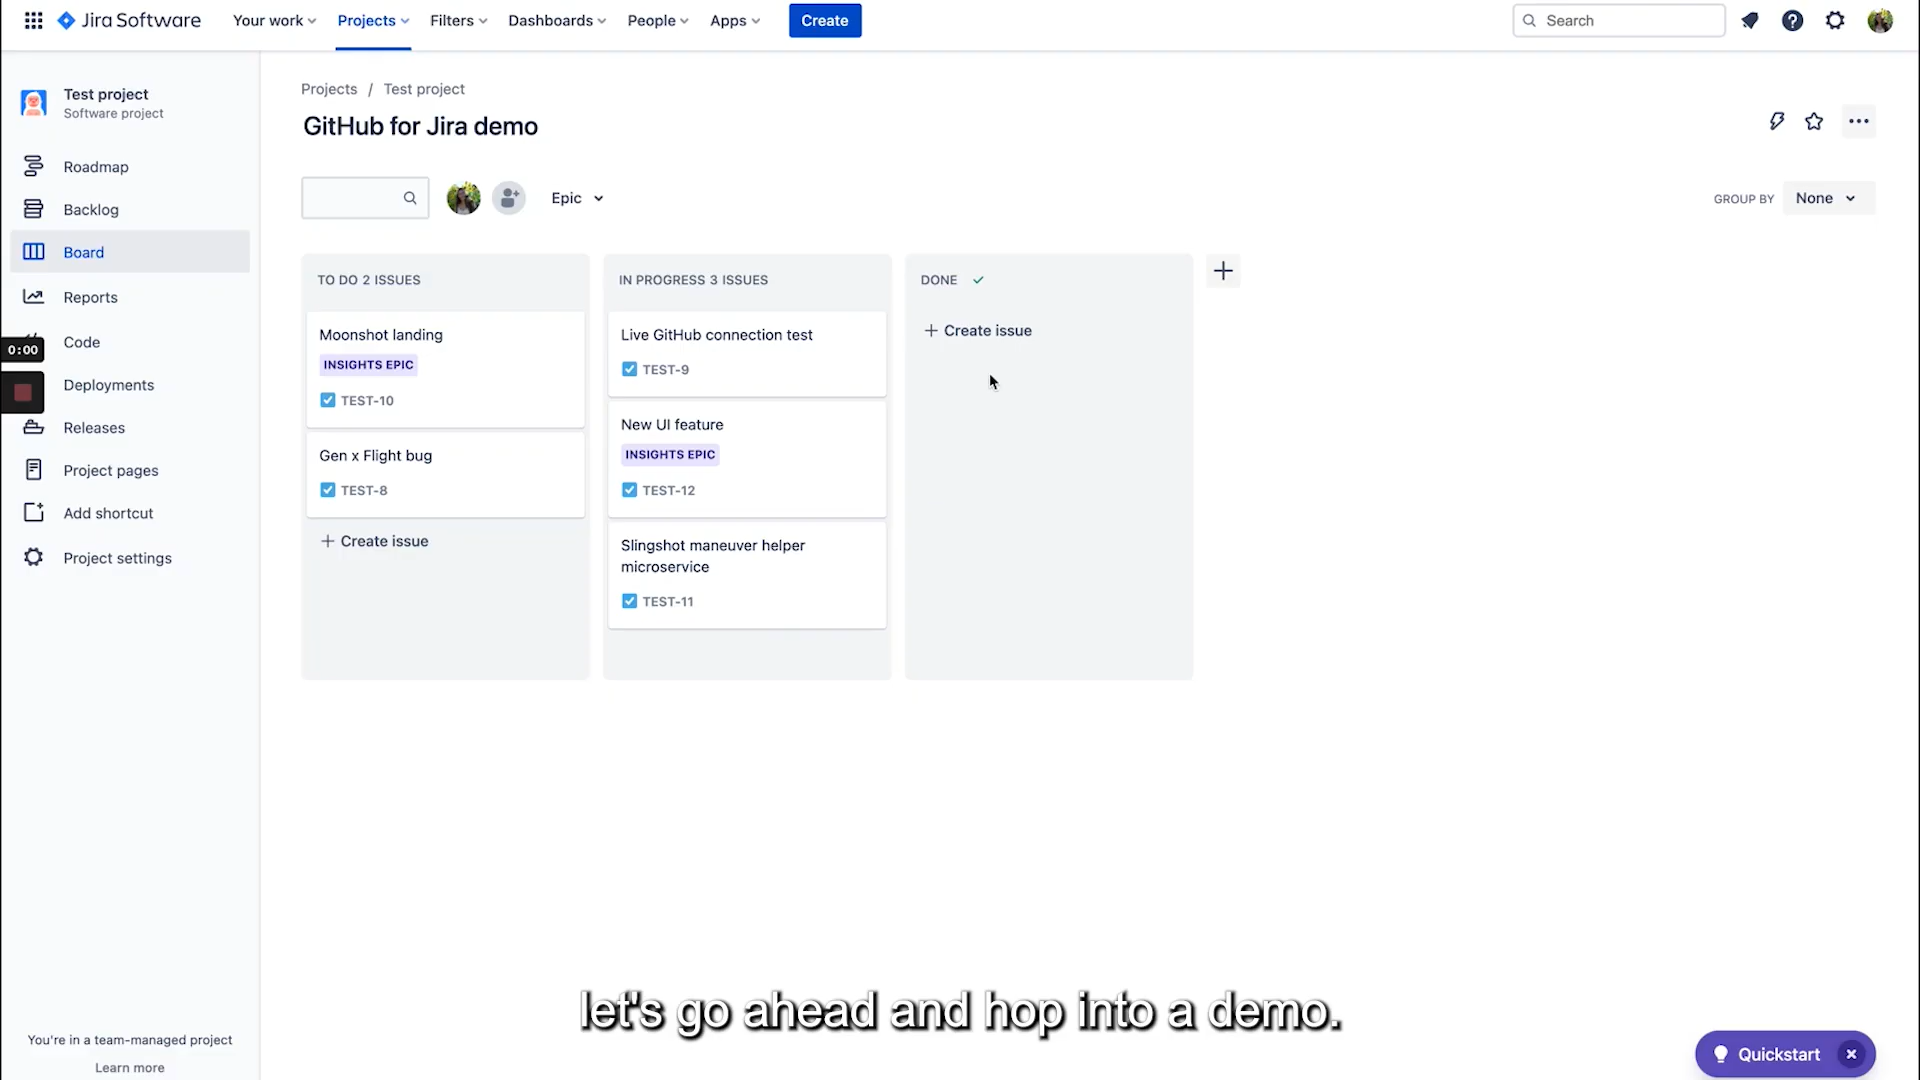 Jira Software
Your work
Projects
Filters
Dashboards
People
Apps
Create
Search
Test project
Software project
Roadmap
Backlog
Board
Reports
Code
0:00
Deployments
Releases
Project pages
Add shortcut
Project settings
You're in a team-managed project
Learn more
Projects / Test project
GitHub for Jira demo
Epic
GROUP BY
None
TO DO 2 ISSUES
Moonshot landing
INSIGHTS EPIC
TEST-10
Gen x Flight bug
TEST-8
+ Create issue
IN PROGRESS 3 ISSUES
Live GitHub connection test
TEST-9
New UI feature
INSIGHTS EPIC
TEST-12
Slingshot maneuver helper
microservice
TEST-11
DONE
+ Create issue
let's go ahead and hop into a demo.
Quickstart